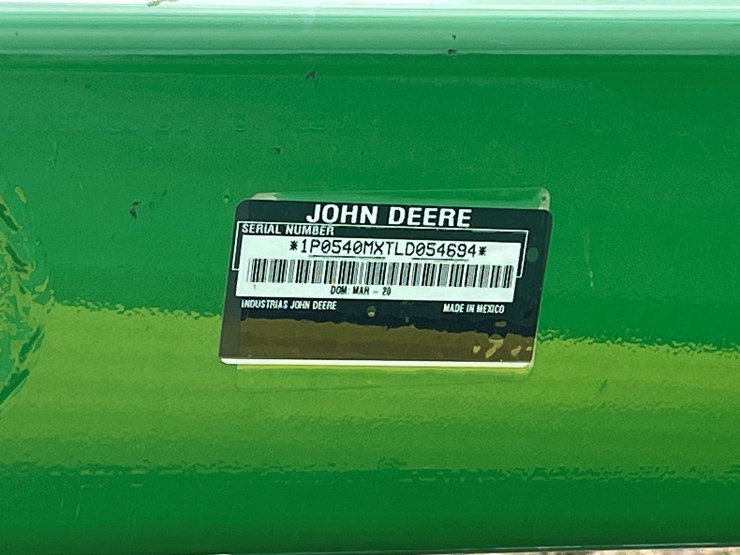 JOHN DEERE
SERIAL NUMBER
*1P0540MXTLD054694*
DOM: MAR - 20
INDUSTRIAS JOHN DEERE MADE IN MEXICO